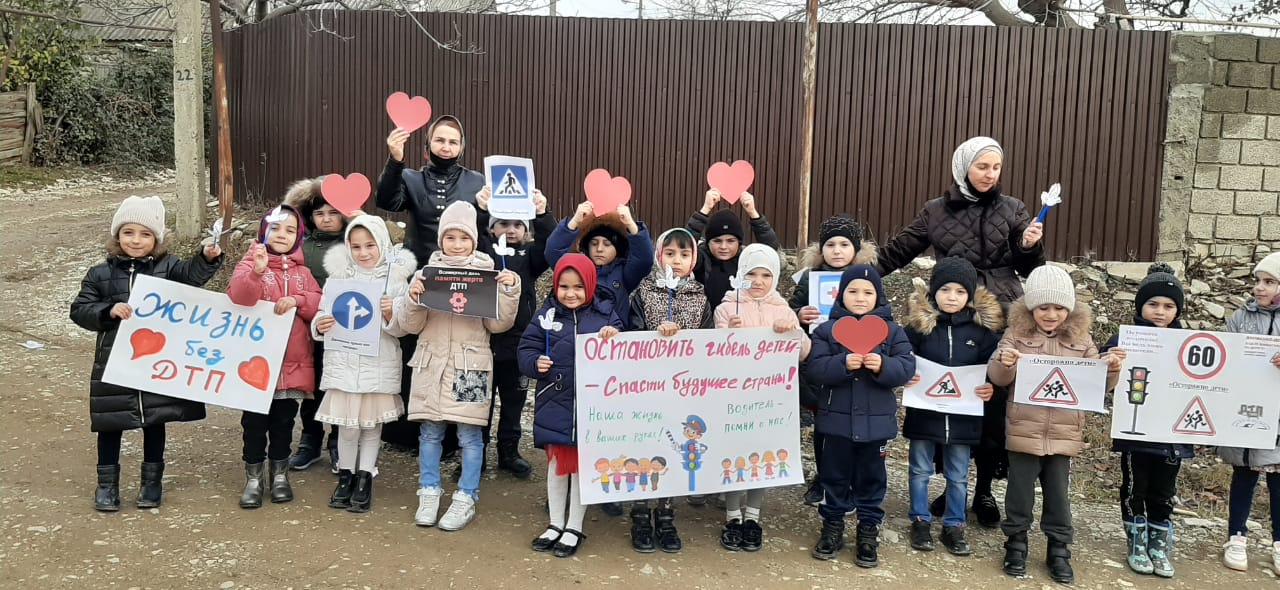 22
Жизнь
без
ДТП
Всемирный день
памяти жертв
ДТП
Остановить гибель детей –
– Спасти будущее страны!
Наша жизнь
в ваших руках!
Водитель –
помни о нас!
«Осторожно дети»
60
«Осторожно дети»
ДТП